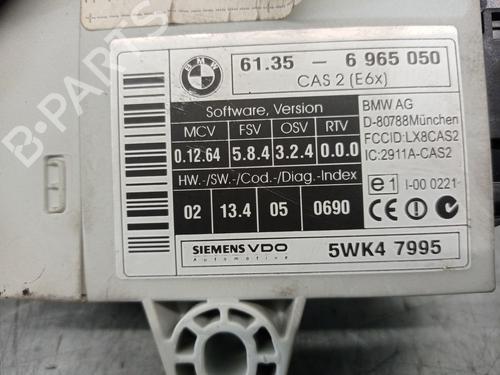 BMW
61.35 - 6 965 050
CAS 2 (E6x)
Software, Version
MCV FSV OSV RTV
0.12.64 5.8.4 3.2.4 0.0.0
HW.-/SW.-/Cod.-/Diag.-Index
02 13.4 05 0690
BMW AG
D-80788München
FCCID:LX8CAS2
IC:2911A-CAS2
e1 I-00 0221
CE
SIEMENS VDO
Automotive
5WK4 7995
B-PARTS